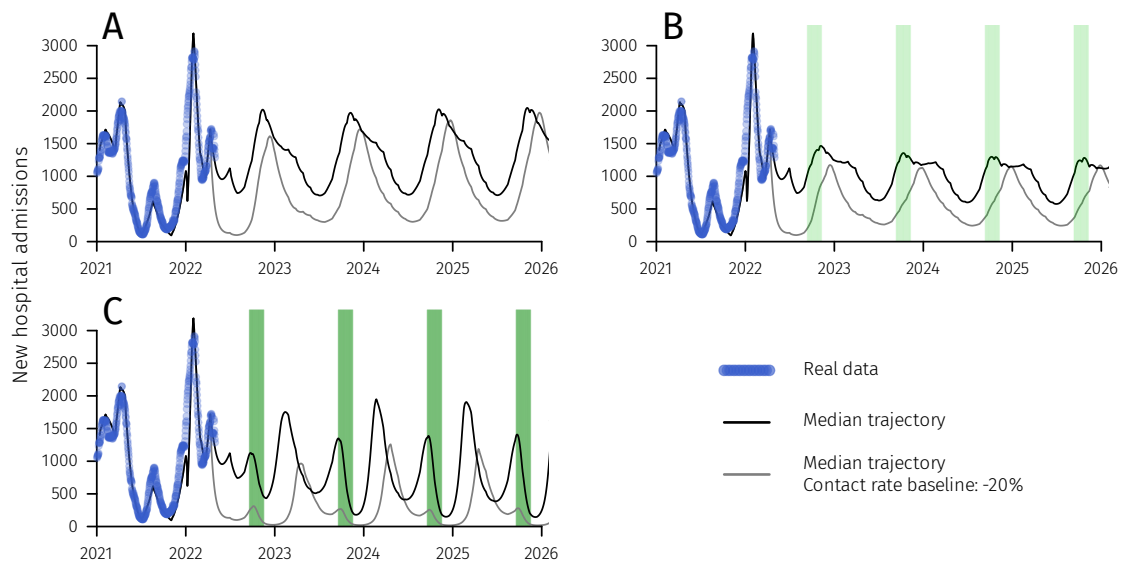 A
3000
2500
2000
1500
1000
500
0
2021 2022 2023 2024 2025 2026
B
3000
2500
2000
1500
1000
500
0
2021 2022 2023 2024 2025 2026
New hospital admissions
C
3000
2500
2000
1500
1000
500
0
2021 2022 2023 2024 2025 2026
Real data
Median trajectory
Median trajectory
Contact rate baseline: -20%